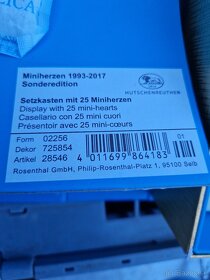 Miniherzen 1993-2017
Sonderedition
HUTSCHENREUTHER
Setzkasten mit 25 Miniherzen
Display with 25 mini-hearts
Casellario con 25 mini cuori
Présentoir avec 25 mini-cœurs
Form 02256
Dekor 725854
Artikel 28546
01
4 011699 864183
Rosenthal GmbH, Philip-Rosenthal-Platz 1, 95100 Selb